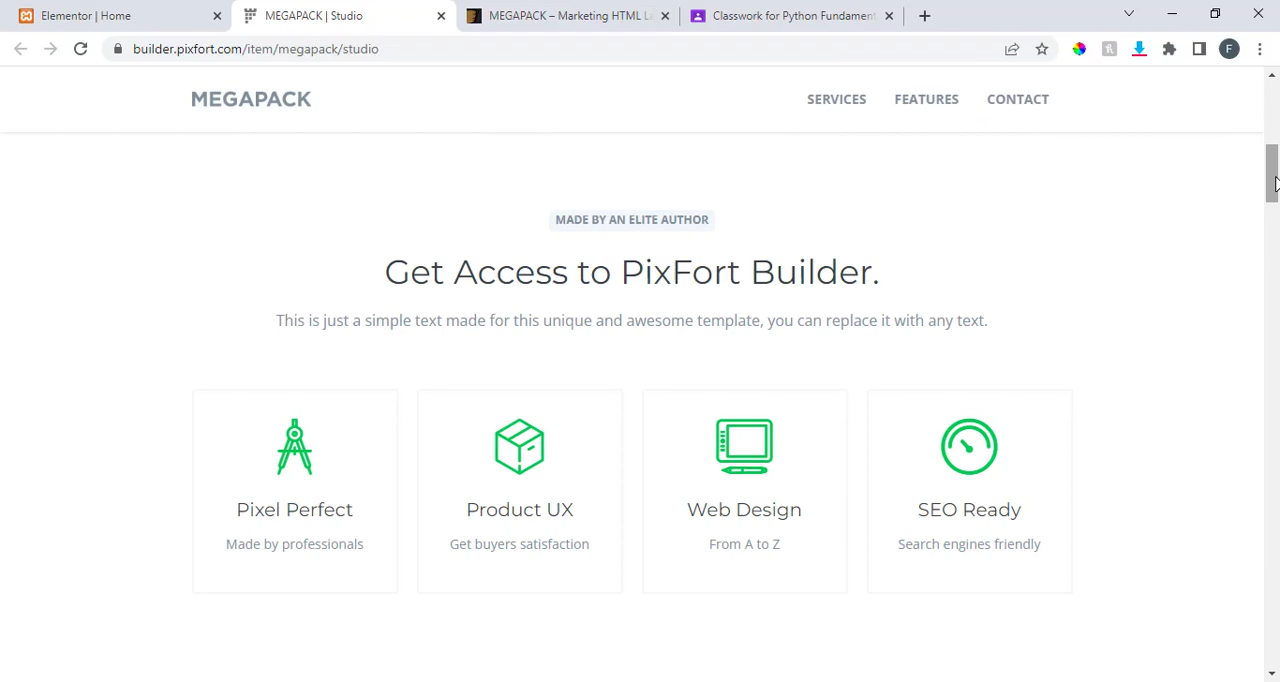 Elementor | Home
MEGAPACK | Studio
MEGAPACK – Marketing HTML L
Classwork for Python Fundament
builder.pixfort.com/item/megapack/studio
F
MEGAPACK
SERVICES
FEATURES
CONTACT
MADE BY AN ELITE AUTHOR
Get Access to PixFort Builder.
This is just a simple text made for this unique and awesome template, you can replace it with any text.
Pixel Perfect
Made by professionals
Product UX
Get buyers satisfaction
Web Design
From A to Z
SEO Ready
Search engines friendly